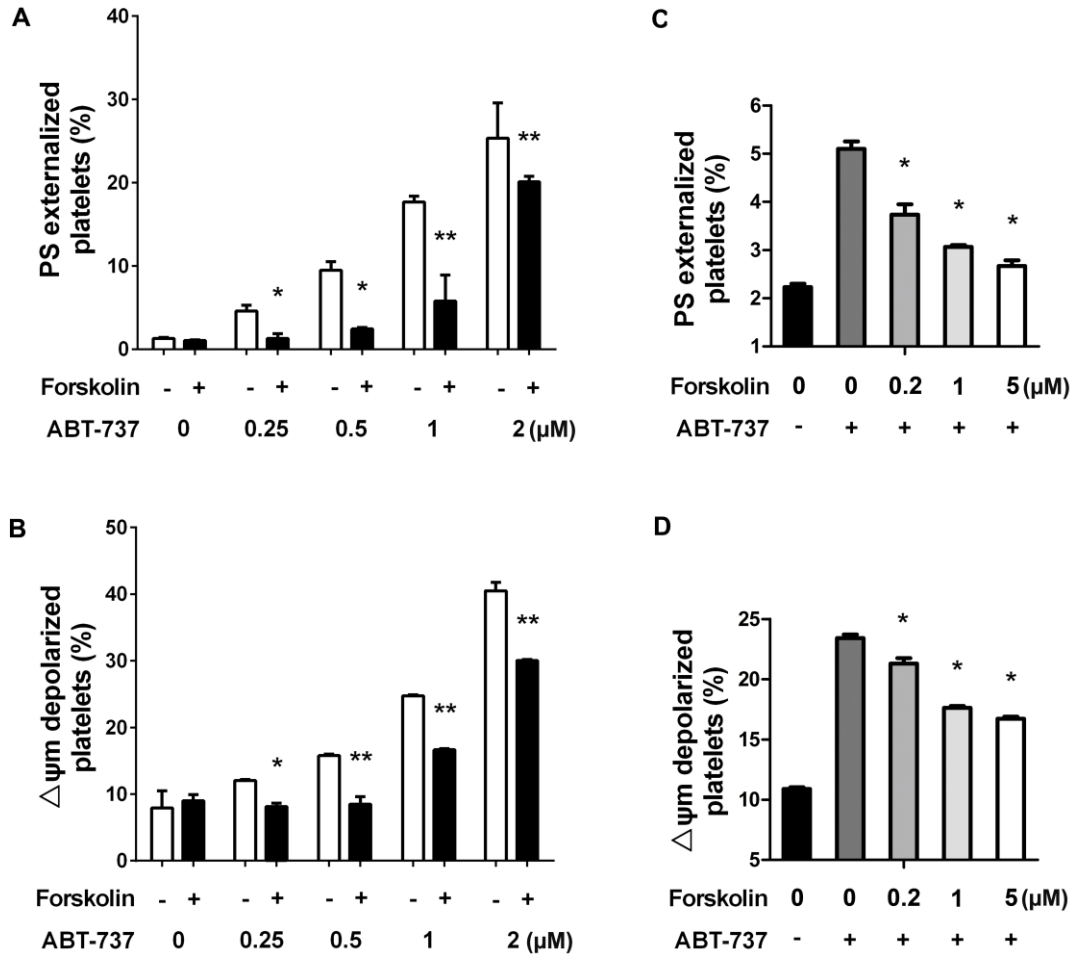 A
PS externalized
platelets (%)
40
30
20
10
0
Forskolin - + - + - + - + - +
ABT-737 0 0.25 0.5 1 2 (μM)
* * ** **
B
△ψm depolarized
platelets (%)
50
40
30
20
10
0
Forskolin - + - + - + - + - +
ABT-737 0 0.25 0.5 1 2 (μM)
* ** ** **
C
PS externalized
platelets (%)
6
5
4
3
2
1
Forskolin 0 0 0.2 1 5 (μM)
ABT-737 - + + + +
* * *
D
△ψm depolarized
platelets (%)
25
20
15
10
5
Forskolin 0 0 0.2 1 5 (μM)
ABT-737 - + + + +
* * *